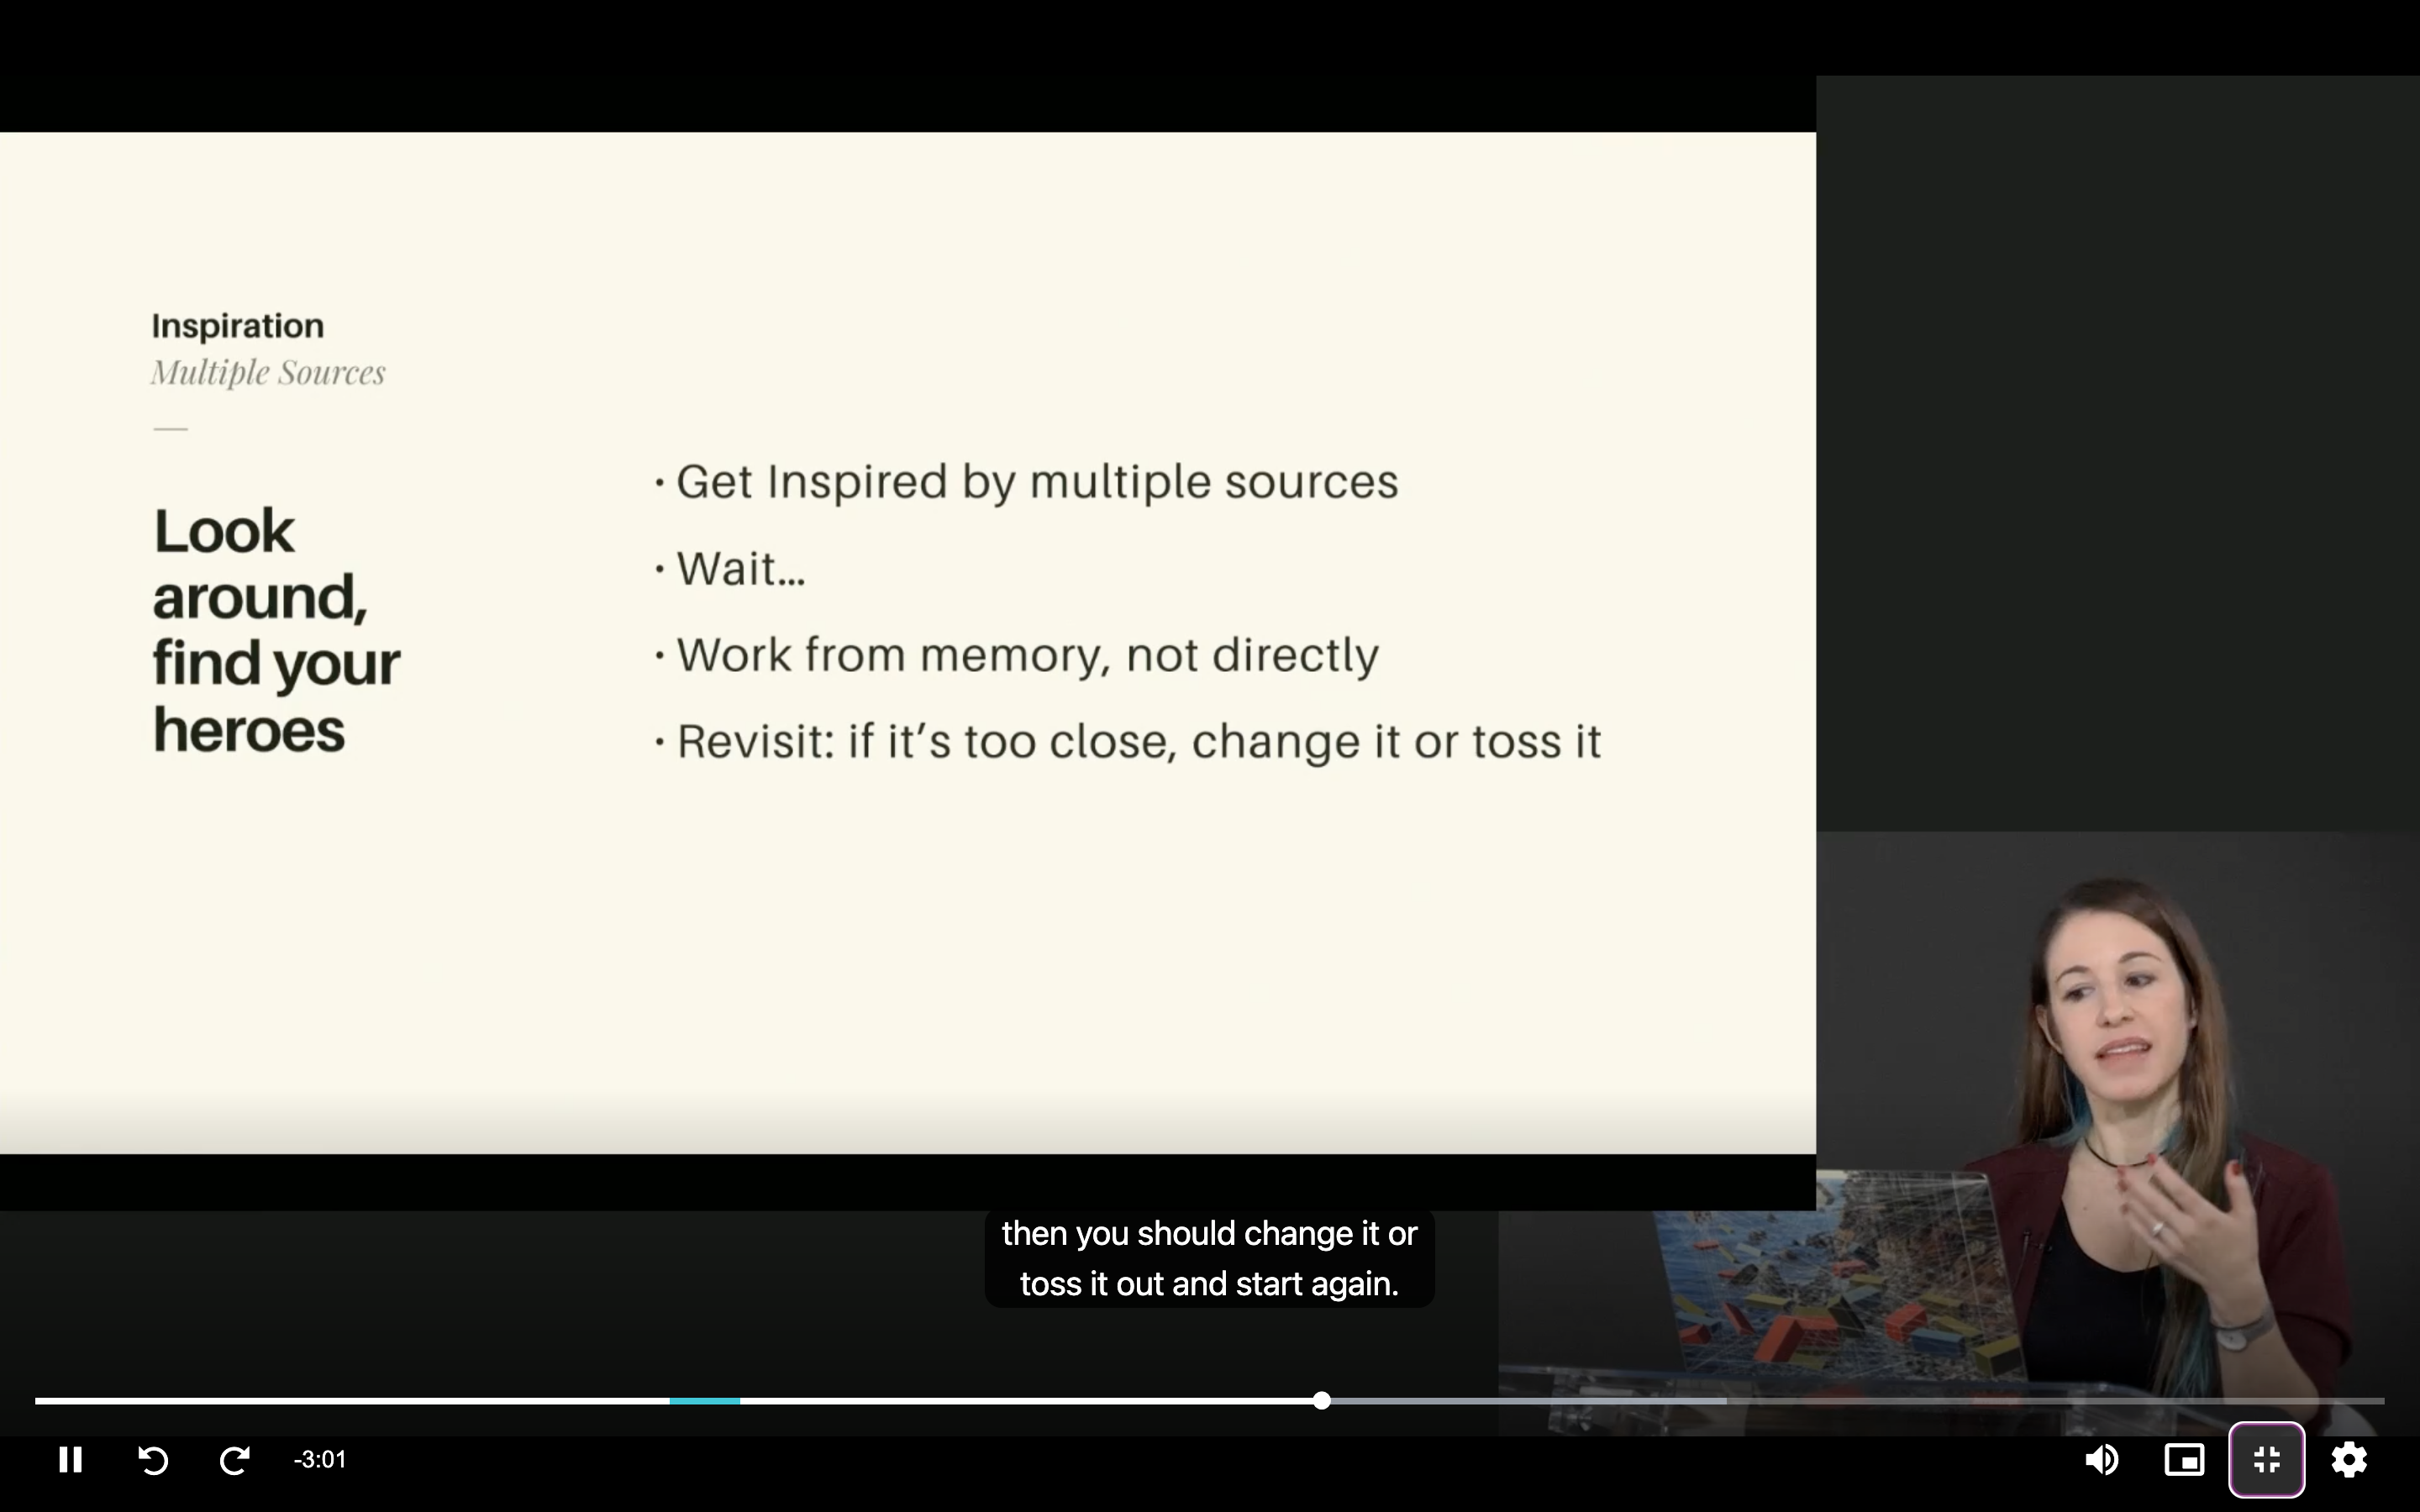 Inspiration
Multiple Sources
Look
around,
find your
heroes
· Get Inspired by multiple sources
· Wait...
· Work from memory, not directly
· Revisit: if it’s too close, change it or toss it
then you should change it or
toss it out and start again.
-3:01